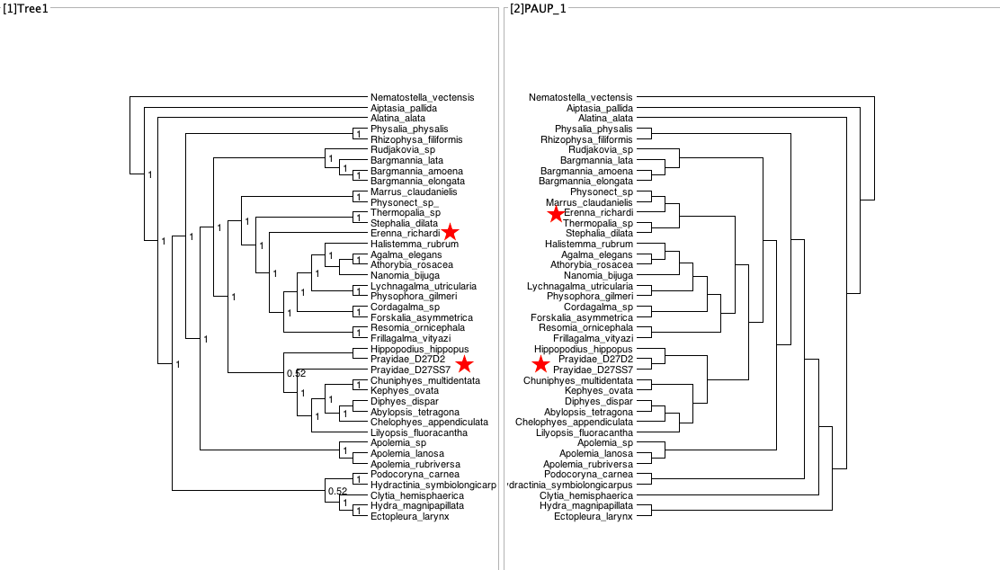 [1]Tree1
Nematostella_vectensis
Aiptasia_pallida
Alatina_alata
Physalia_physalis
1
Rhizophysa_filiformis
Rudjakovia_sp
1
Bargmannia_lata
1
Bargmannia_amoena
1
1
Bargmannia_elongata
Marrus_claudanielis
1
Physonect_sp_
Thermopalia_sp
1
1
1
Stephalia_dilata
Erenna_richardi
1
1
Halistemma_rubrum
1
Agalma_elegans
1
Athorybia_rosacea
1
1
Nanomia_bijuga
Lychnagalma_utricularia
1
1
1
Physophora_gilmeri
Cordagalma_sp
1
1
Forskalia_asymmetrica
Resomia_ornicephala
1
1
Frillagalma_vityazi
Hippopodius_hippopus
Prayidae_D27D2
1
Prayidae_D27SS7
0.52
Chuniphyes_multidentata
1
Kephyes_ovata
1
1
Diphyes_dispar
Abylopsis_tetragona
1
1
Chelophyes_appendiculata
Lilyopsis_fluoracantha
Apolemia_sp
1
Apolemia_lanosa
Apolemia_rubriversa
Podocoryna_carnea
1
Hydractinia_symbiolongicarp
0.52
Clytia_hemisphaerica
1
Hydra_magnipapillata
1
Ectopleura_larynx
[2]PAUP_1
Nematostella_vectensis
Aiptasia_pallida
Alatina_alata
Physalia_physalis
Rhizophysa_filiformis
Rudjakovia_sp
Bargmannia_lata
Bargmannia_amoena
Bargmannia_elongata
Physonect_sp
Marrus_claudanielis
Erenna_richardi
Thermopalia_sp
Stephalia_dilata
Halistemma_rubrum
Agalma_elegans
Athorybia_rosacea
Nanomia_bijuga
Lychnagalma_utricularia
Physophora_gilmeri
Cordagalma_sp
Forskalia_asymmetrica
Resomia_ornicephala
Frillagalma_vityazi
Hippopodius_hippopus
Prayidae_D27D2
Prayidae_D27SS7
Chuniphyes_multidentata
Kephyes_ovata
Diphyes_dispar
Abylopsis_tetragona
Chelophyes_appendiculata
Lilyopsis_fluoracantha
Apolemia_sp
Apolemia_lanosa
Apolemia_rubriversa
Podocoryna_carnea
ydractinia_symbiolongicarpus
Clytia_hemisphaerica
Hydra_magnipapillata
Ectopleura_larynx